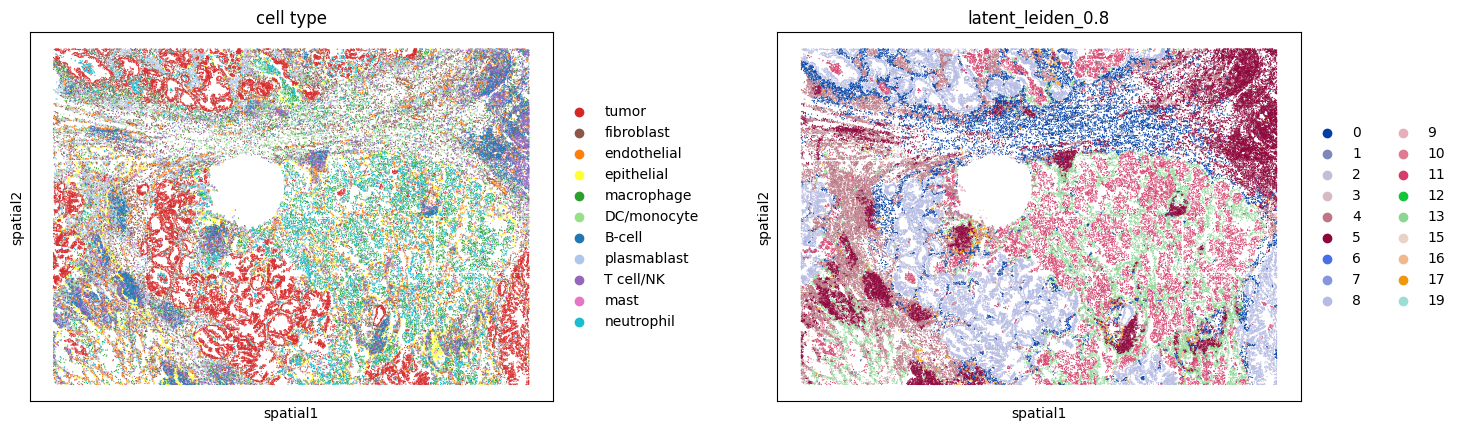 cell type
spatial2
spatial1
tumor
fibroblast
endothelial
epithelial
macrophage
DC/monocyte
B-cell
plasmablast
T cell/NK
mast
neutrophil
latent_leiden_0.8
spatial2
spatial1
0
1
2
3
4
5
6
7
8
9
10
11
12
13
15
16
17
19